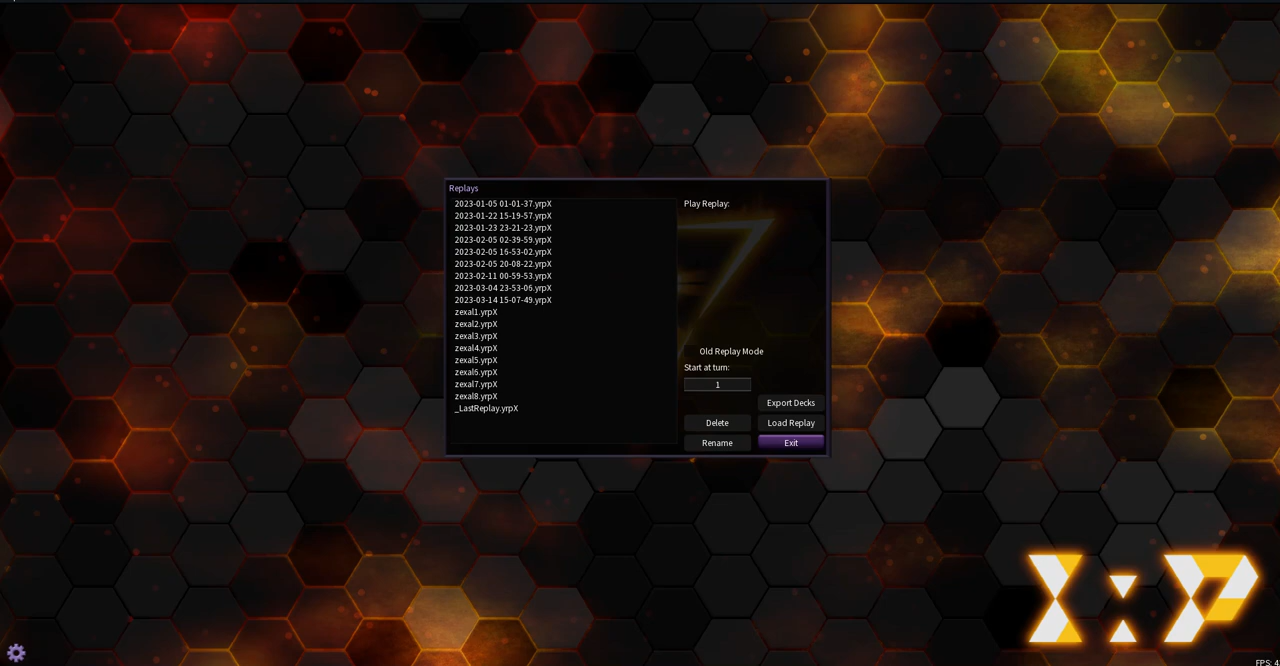 Replays
2023-01-05 01-01-37.yrpX
2023-01-22 15-19-57.yrpX
2023-01-23 23-21-23.yrpX
2023-02-05 02-39-59.yrpX
2023-02-05 16-53-02.yrpX
2023-02-05 20-08-22.yrpX
2023-02-11 00-59-53.yrpX
2023-03-04 23-53-06.yrpX
2023-03-14 15-07-49.yrpX
zexal1.yrpX
zexal2.yrpX
zexal3.yrpX
zexal4.yrpX
zexal5.yrpX
zexal6.yrpX
zexal7.yrpX
zexal8.yrpX
_LastReplay.yrpX
Play Replay:
Old Replay Mode
Start at turn:
1
Export Decks
Delete
Load Replay
Rename
Exit
X:P